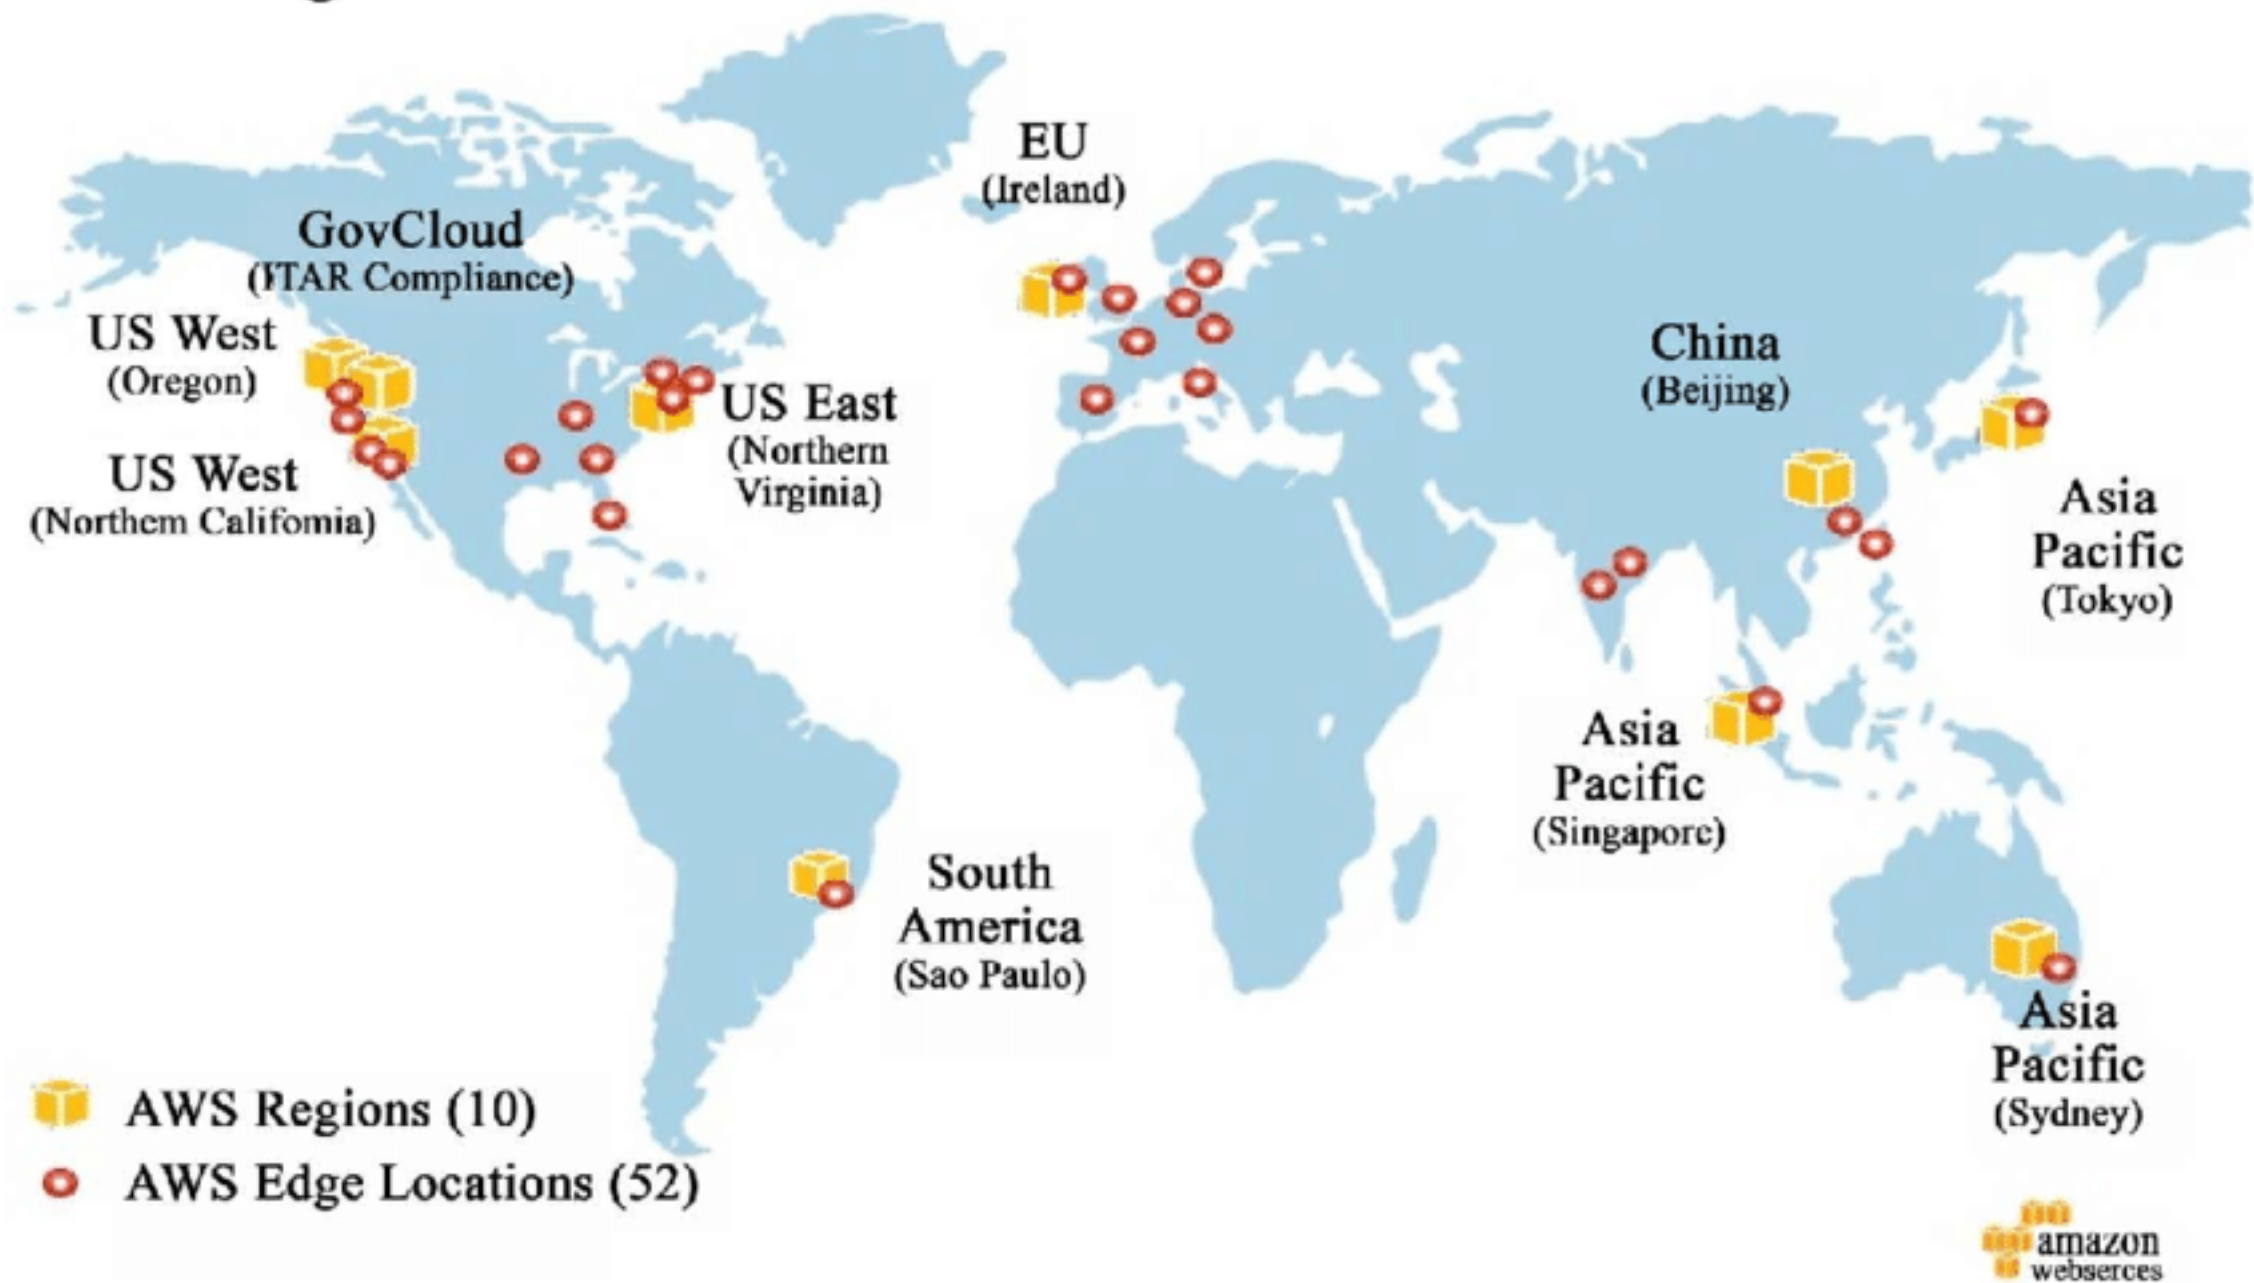 EU
(Ireland)
GovCloud
(ITAR Compliance)
US West
(Oregon)
US East
(Northern
Virginia)
US West
(Northem Califomia)
China
(Beijing)
Asia
Pacific
(Tokyo)
Asia
Pacific
(Singapore)
South
America
(Sao Paulo)
Asia
Pacific
(Sydney)
AWS Regions (10)
AWS Edge Locations (52)
amazon
webserces